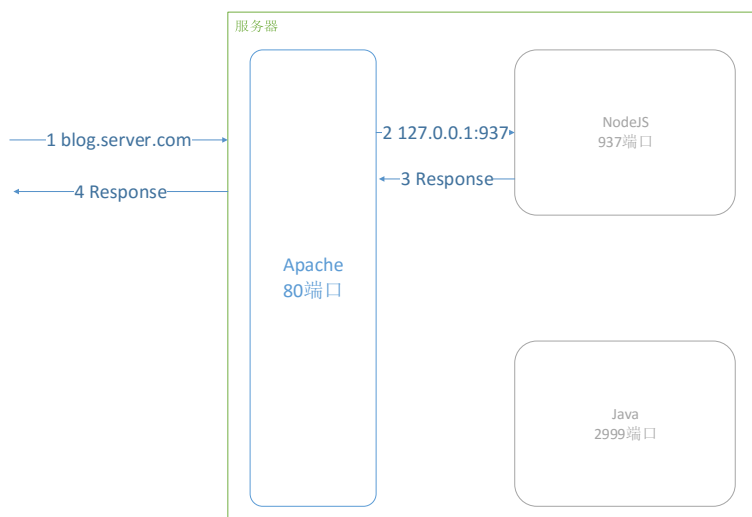 服务器
1 blog.server.com
2 127.0.0.1:937
NodeJS
937端口
3 Response
4 Response
Apache
80端口
Java
2999端口